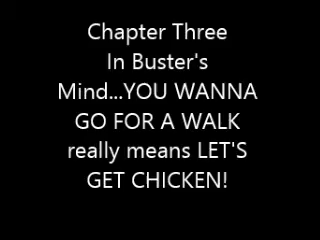 Chapter Three
In Buster's
Mind...YOU WANNA
GO FOR A WALK
really means LET'S
GET CHICKEN!